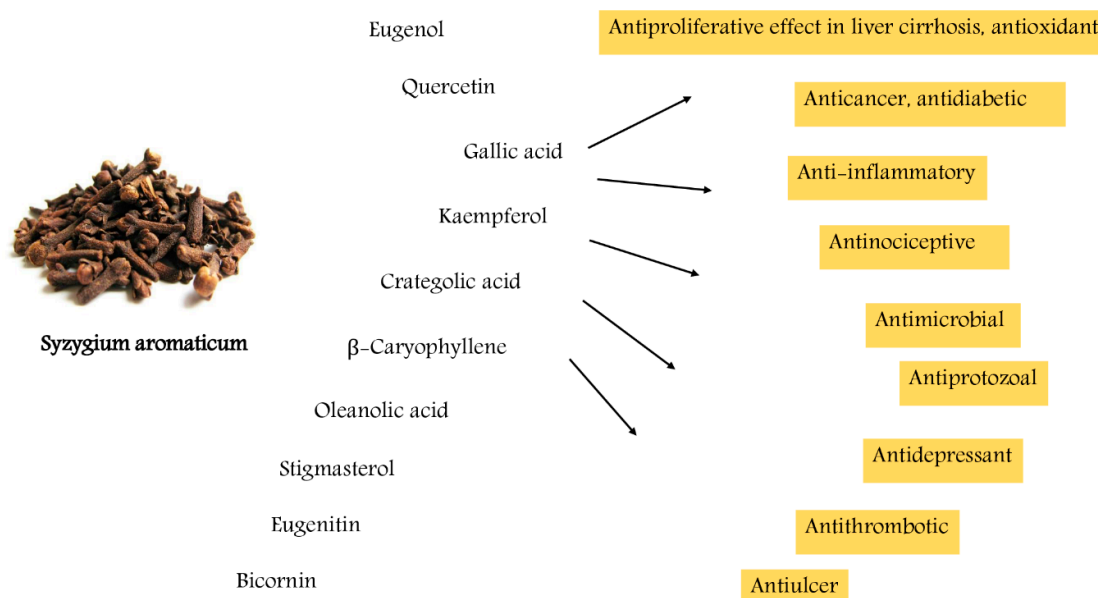 Eugenol
Antiproliferative effect in liver cirrhosis, antioxidant
Quercetin
Anticancer, antidiabetic
Gallic acid
Anti-inflammatory
Kaempferol
Antinociceptive
Crategolic acid
Antimicrobial
Syzygium aromaticum
β-Caryophyllene
Antiprotozoal
Oleanolic acid
Stigmasterol
Antidepressant
Eugenitin
Antithrombotic
Bicornin
Antiulcer